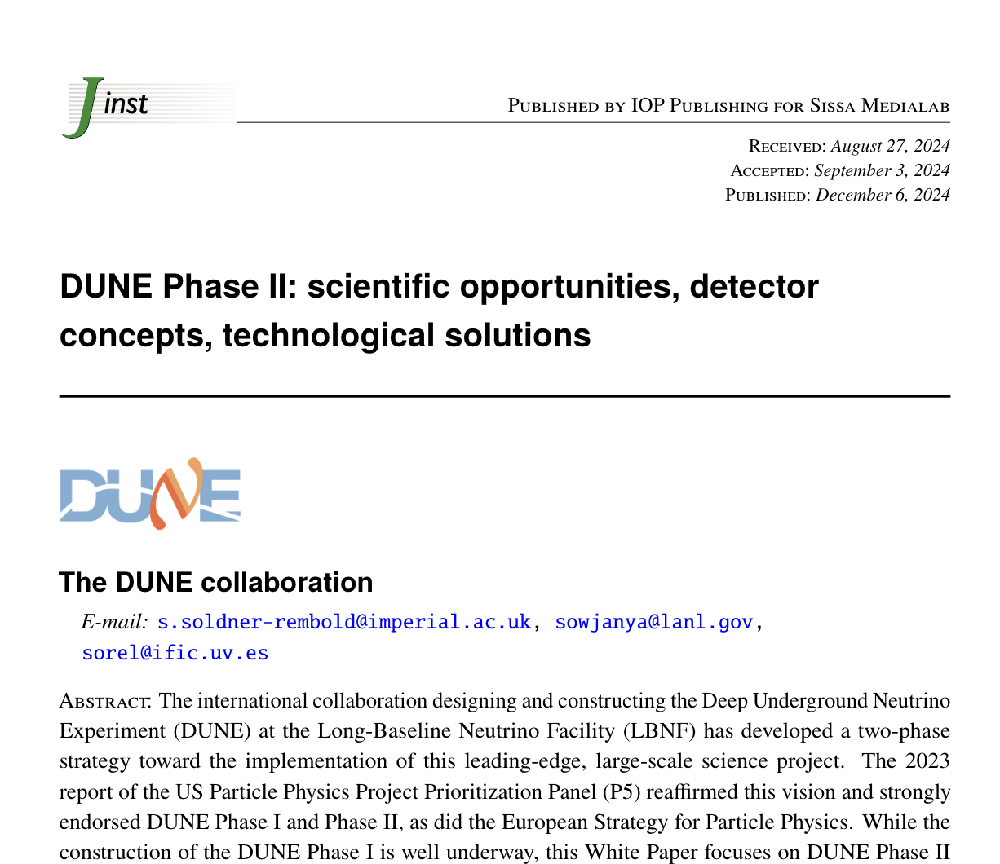 Jinst
Published by IOP Publishing for Sissa Medialab
Received: August 27, 2024
Accepted: September 3, 2024
Published: December 6, 2024
DUNE Phase II: scientific opportunities, detector
concepts, technological solutions
DUNE
The DUNE collaboration
E-mail: s.soldner-rembold@imperial.ac.uk, sowjanya@lanl.gov,
sorel@ific.uv.es
Abstract: The international collaboration designing and constructing the Deep Underground Neutrino
Experiment (DUNE) at the Long-Baseline Neutrino Facility (LBNF) has developed a two-phase
strategy toward the implementation of this leading-edge, large-scale science project. The 2023
report of the US Particle Physics Project Prioritization Panel (P5) reaffirmed this vision and strongly
endorsed DUNE Phase I and Phase II, as did the European Strategy for Particle Physics. While the
construction of the DUNE Phase I is well underway, this White Paper focuses on DUNE Phase II